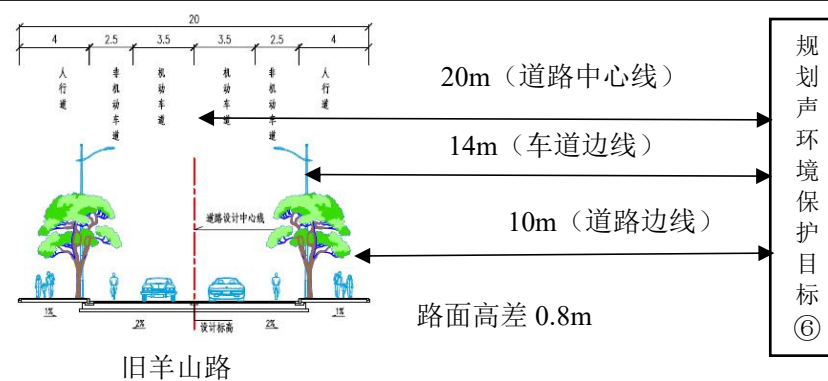 20
4
2.5
3.5
3.5
2.5
4
人行道
非机动车道
机动车道
机动车道
非机动车道
人行道
20m（道路中心线）
14m（车道边线）
10m（道路边线）
道路设计中心线
1%
2%
设计标高
2%
1%
路面高差 0.8m
旧羊山路
规划声环境保护目标⑥